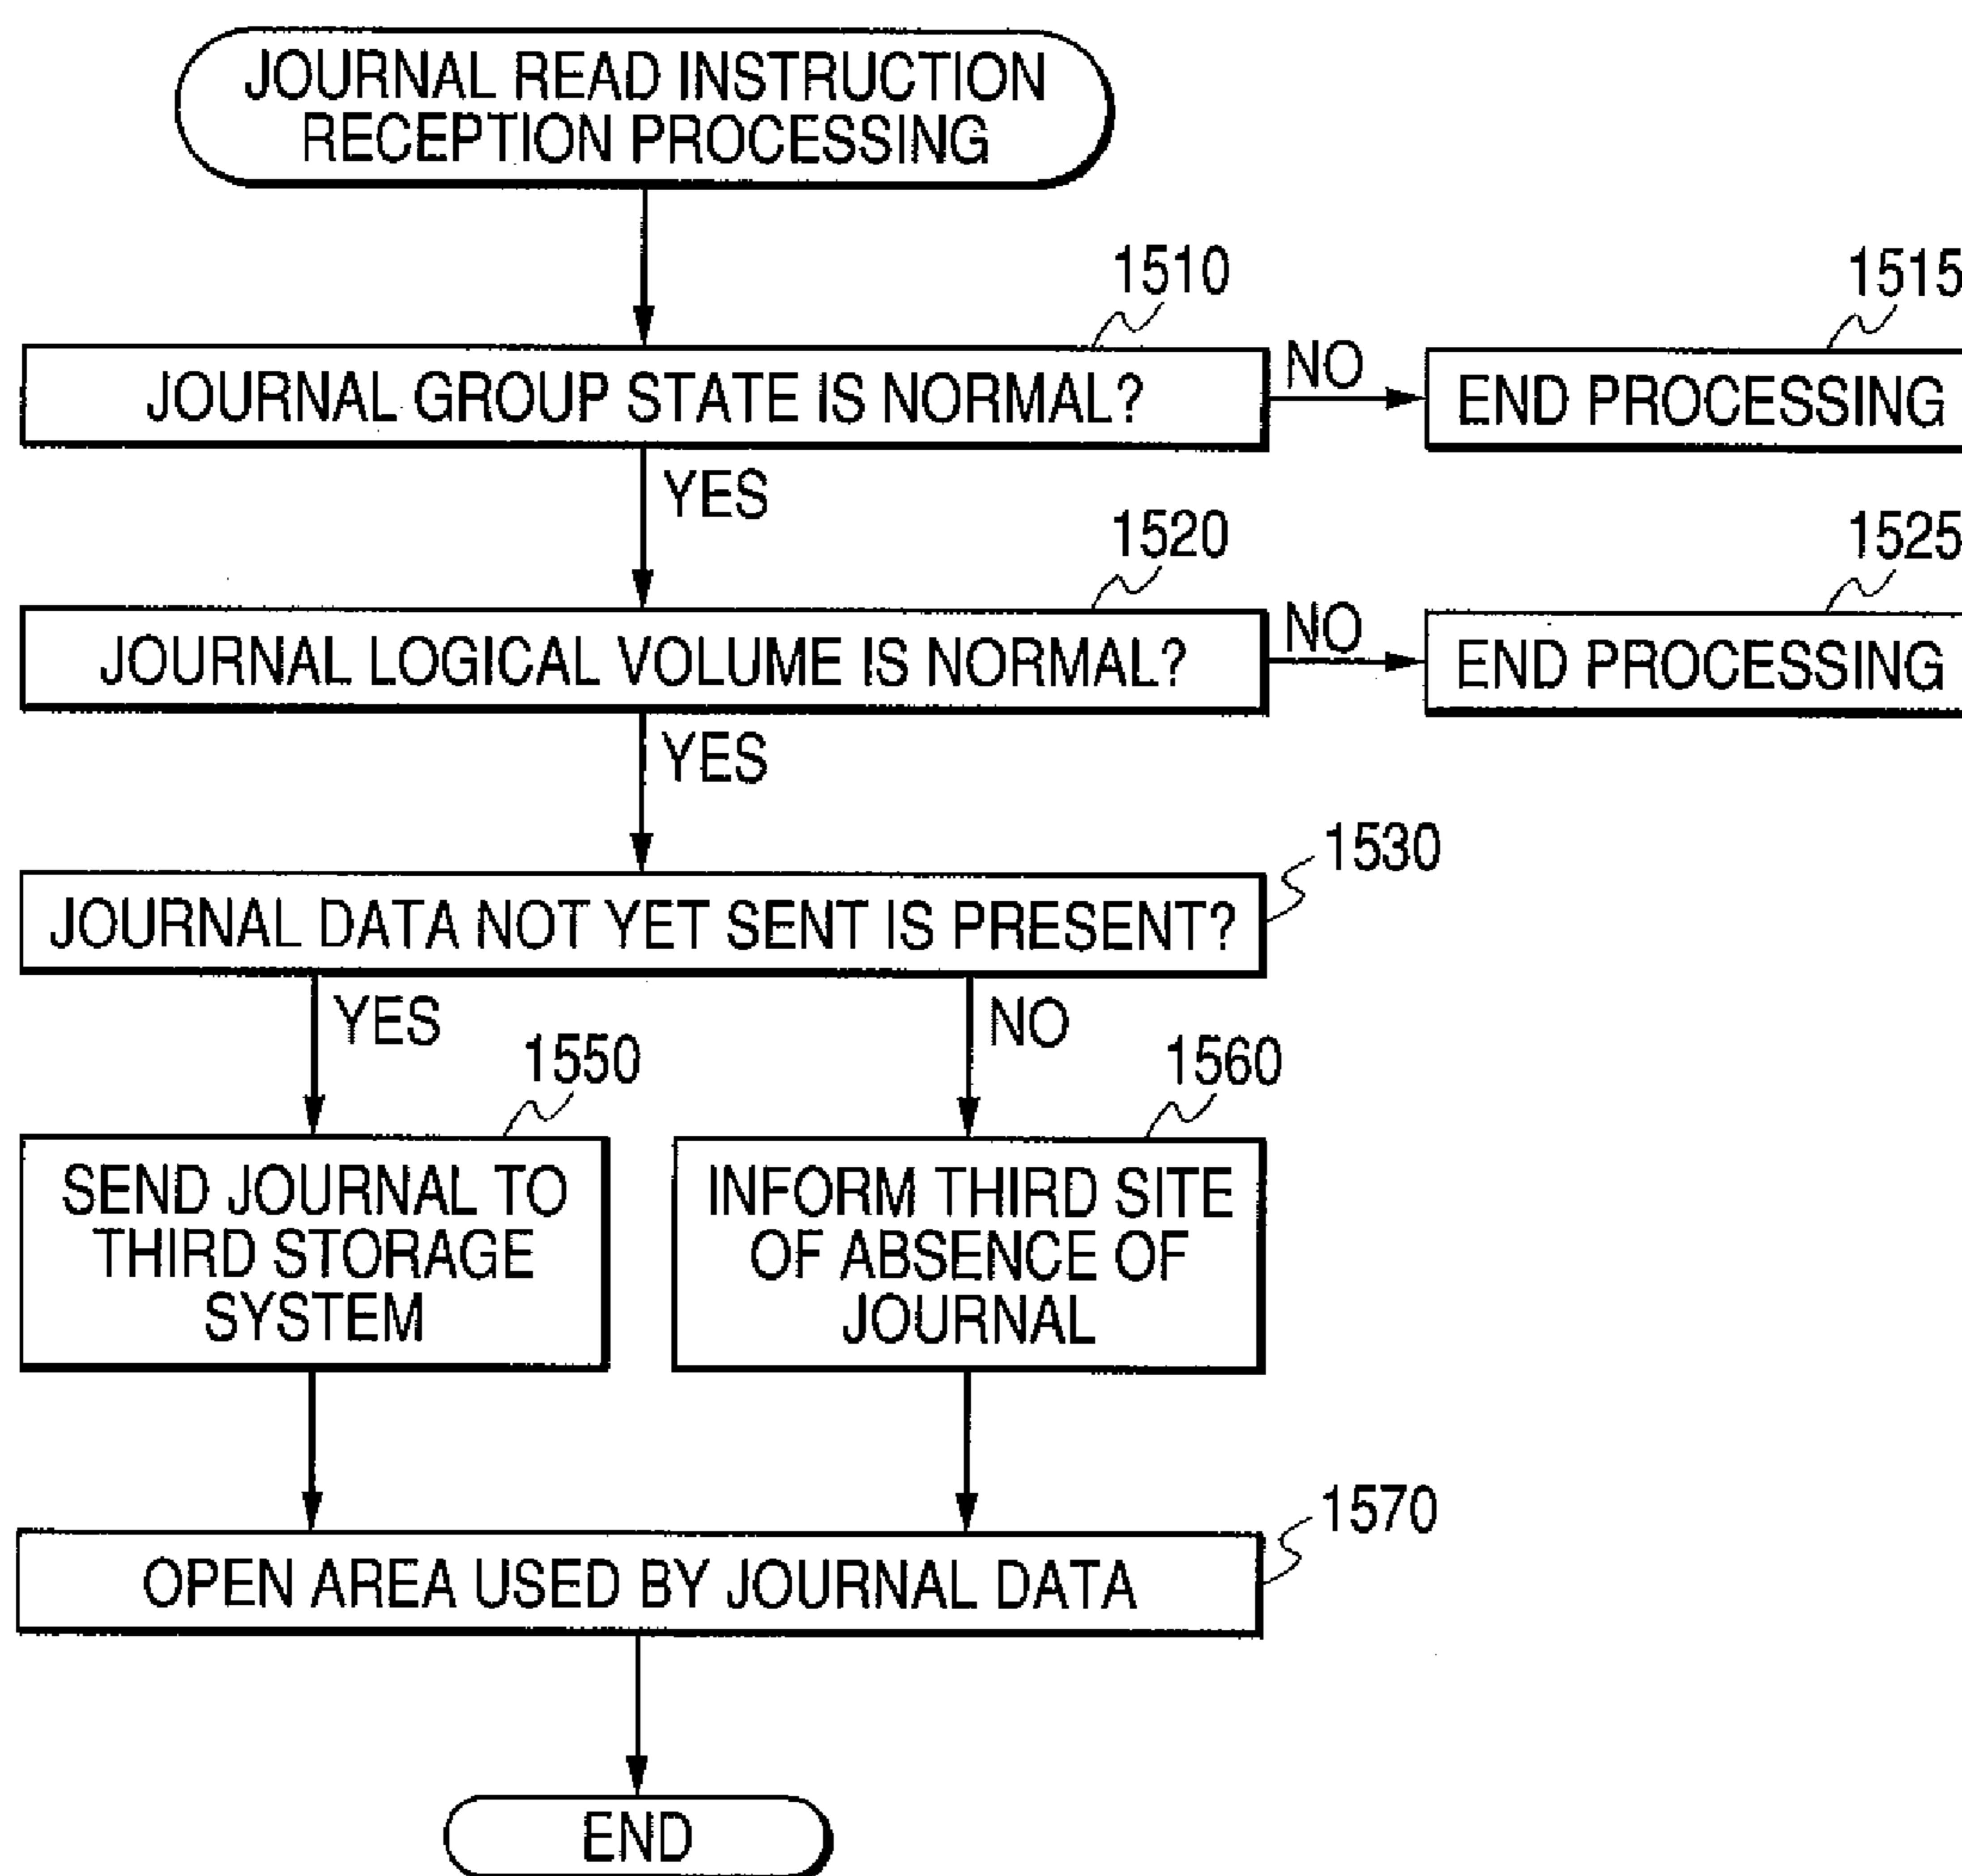 JOURNAL READ INSTRUCTION
RECEPTION PROCESSING
1510
1515
JOURNAL GROUP STATE IS NORMAL?
NO
END PROCESSING
YES
1520
1525
JOURNAL LOGICAL VOLUME IS NORMAL?
NO
END PROCESSING
YES
1530
JOURNAL DATA NOT YET SENT IS PRESENT?
YES
NO
1550
1560
SEND JOURNAL TO
THIRD STORAGE
SYSTEM
INFORM THIRD SITE
OF ABSENCE OF
JOURNAL
1570
OPEN AREA USED BY JOURNAL DATA
END